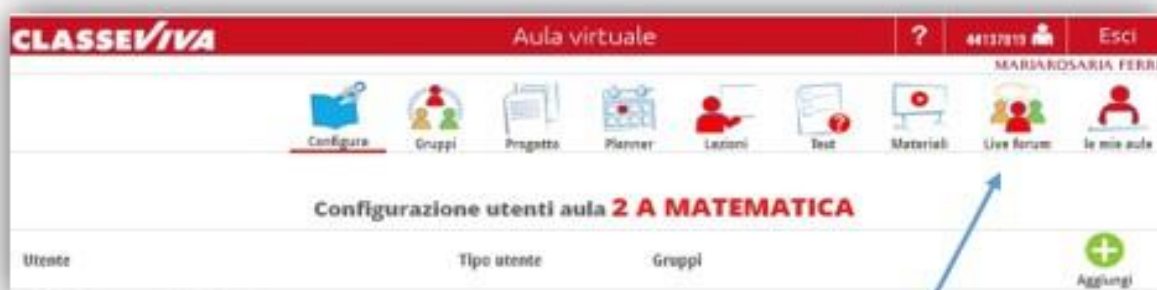 CLASSEVIVA Aula virtuale ? 44137819 Esci
MARIAROSARIA FERR
Configura Gruppi Progetto Planner Lezioni Test Materiali Live forum le mie aule
Configurazione utenti aula 2 A MATEMATICA
Utente Tipo utente Gruppi Aggiungi